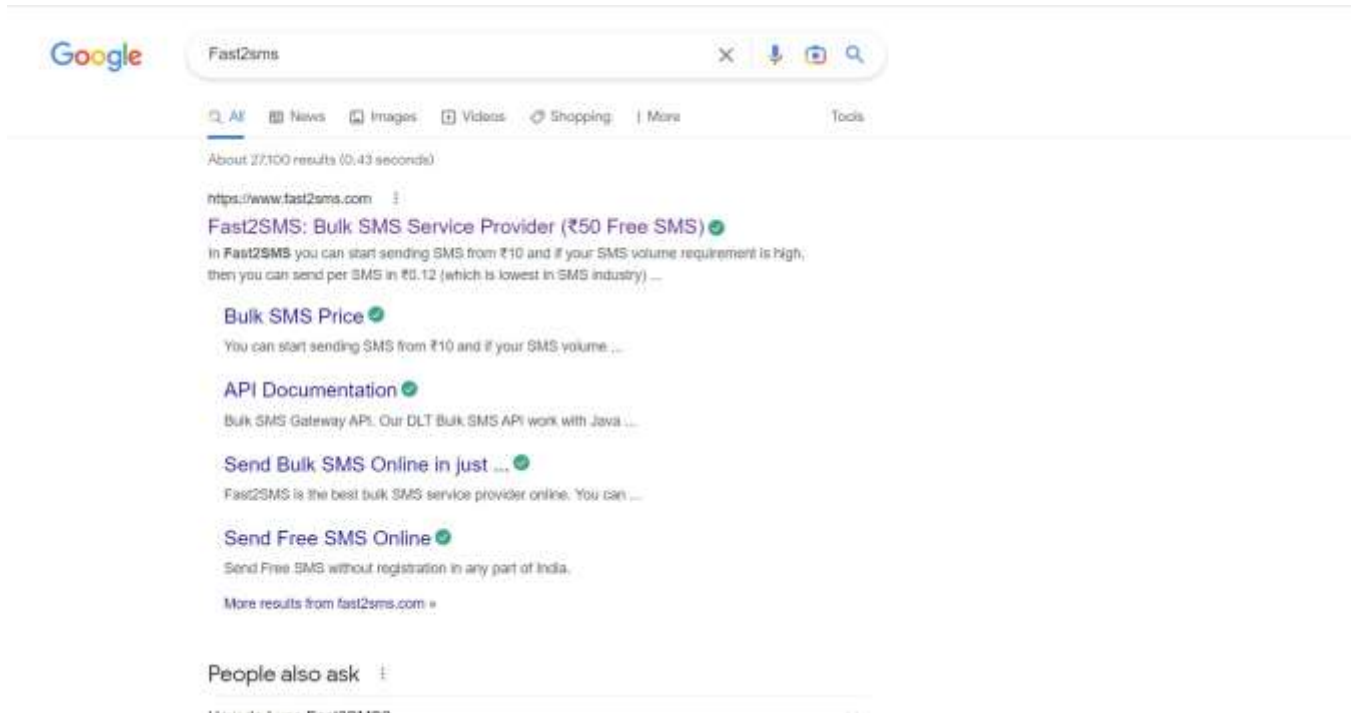 Google
Fast2sms
All News Images Videos Shopping More Tools
About 27,100 results (0.43 seconds)
https://www.fast2sms.com
Fast2SMS: Bulk SMS Service Provider (₹50 Free SMS)
In Fast2SMS you can start sending SMS from ₹10 and if your SMS volume requirement is high,
then you can send per SMS in ₹0.12 (which is lowest in SMS industry) ...
Bulk SMS Price
You can start sending SMS from ₹10 and if your SMS volume ...
API Documentation
Bulk SMS Gateway API. Our DLT Bulk SMS API work with Java ...
Send Bulk SMS Online in just ...
Fast2SMS is the best bulk SMS service provider online. You can ...
Send Free SMS Online
Send Free SMS without registration in any part of India.
More results from fast2sms.com »
People also ask